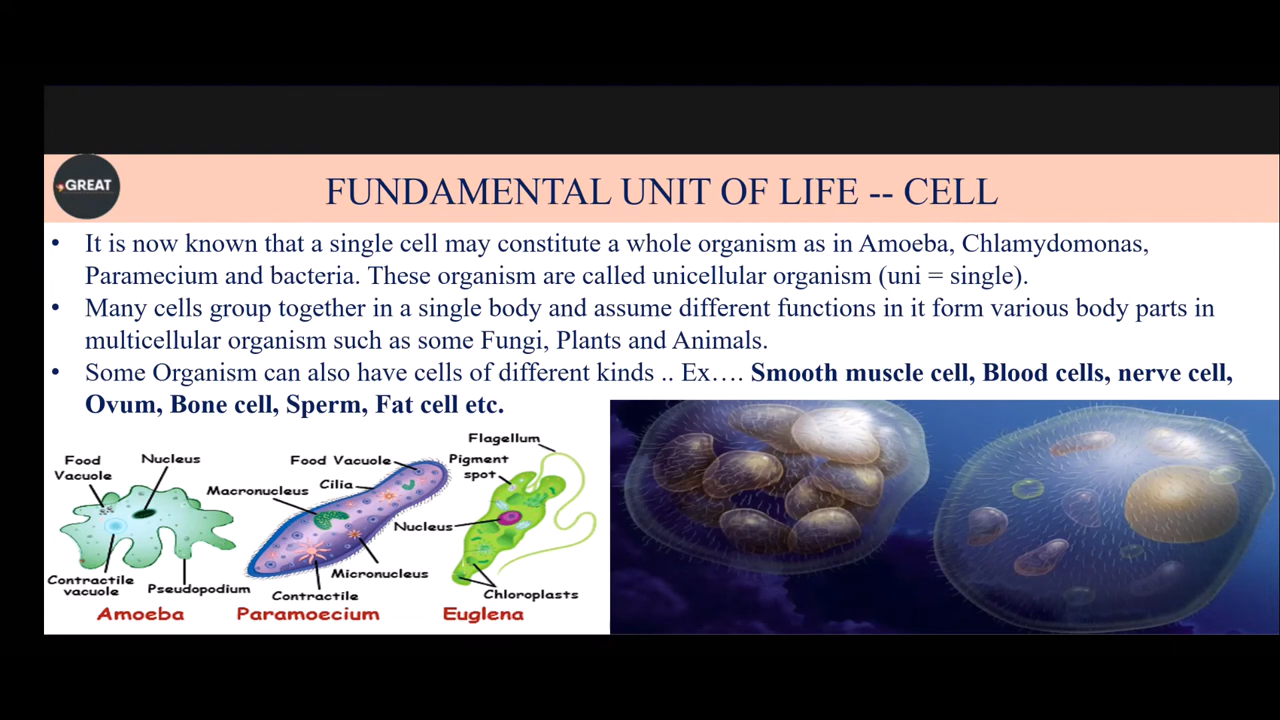 GREAT
FUNDAMENTAL UNIT OF LIFE -- CELL
• It is now known that a single cell may constitute a whole organism as in Amoeba, Chlamydomonas,
Paramecium and bacteria. These organism are called unicellular organism (uni = single).
• Many cells group together in a single body and assume different functions in it form various body parts in
multicellular organism such as some Fungi, Plants and Animals.
• Some Organism can also have cells of different kinds .. Ex…. Smooth muscle cell, Blood cells, nerve cell,
Ovum, Bone cell, Sperm, Fat cell etc.
Food
Vacuole
Nucleus
Contractile
vacuole
Pseudopodium
Amoeba
Food Vacuole
Cilia
Macronucleus
Micronucleus
Contractile
Paramoecium
Flagellum
Pigment
spot
Nucleus
Chloroplasts
Euglena